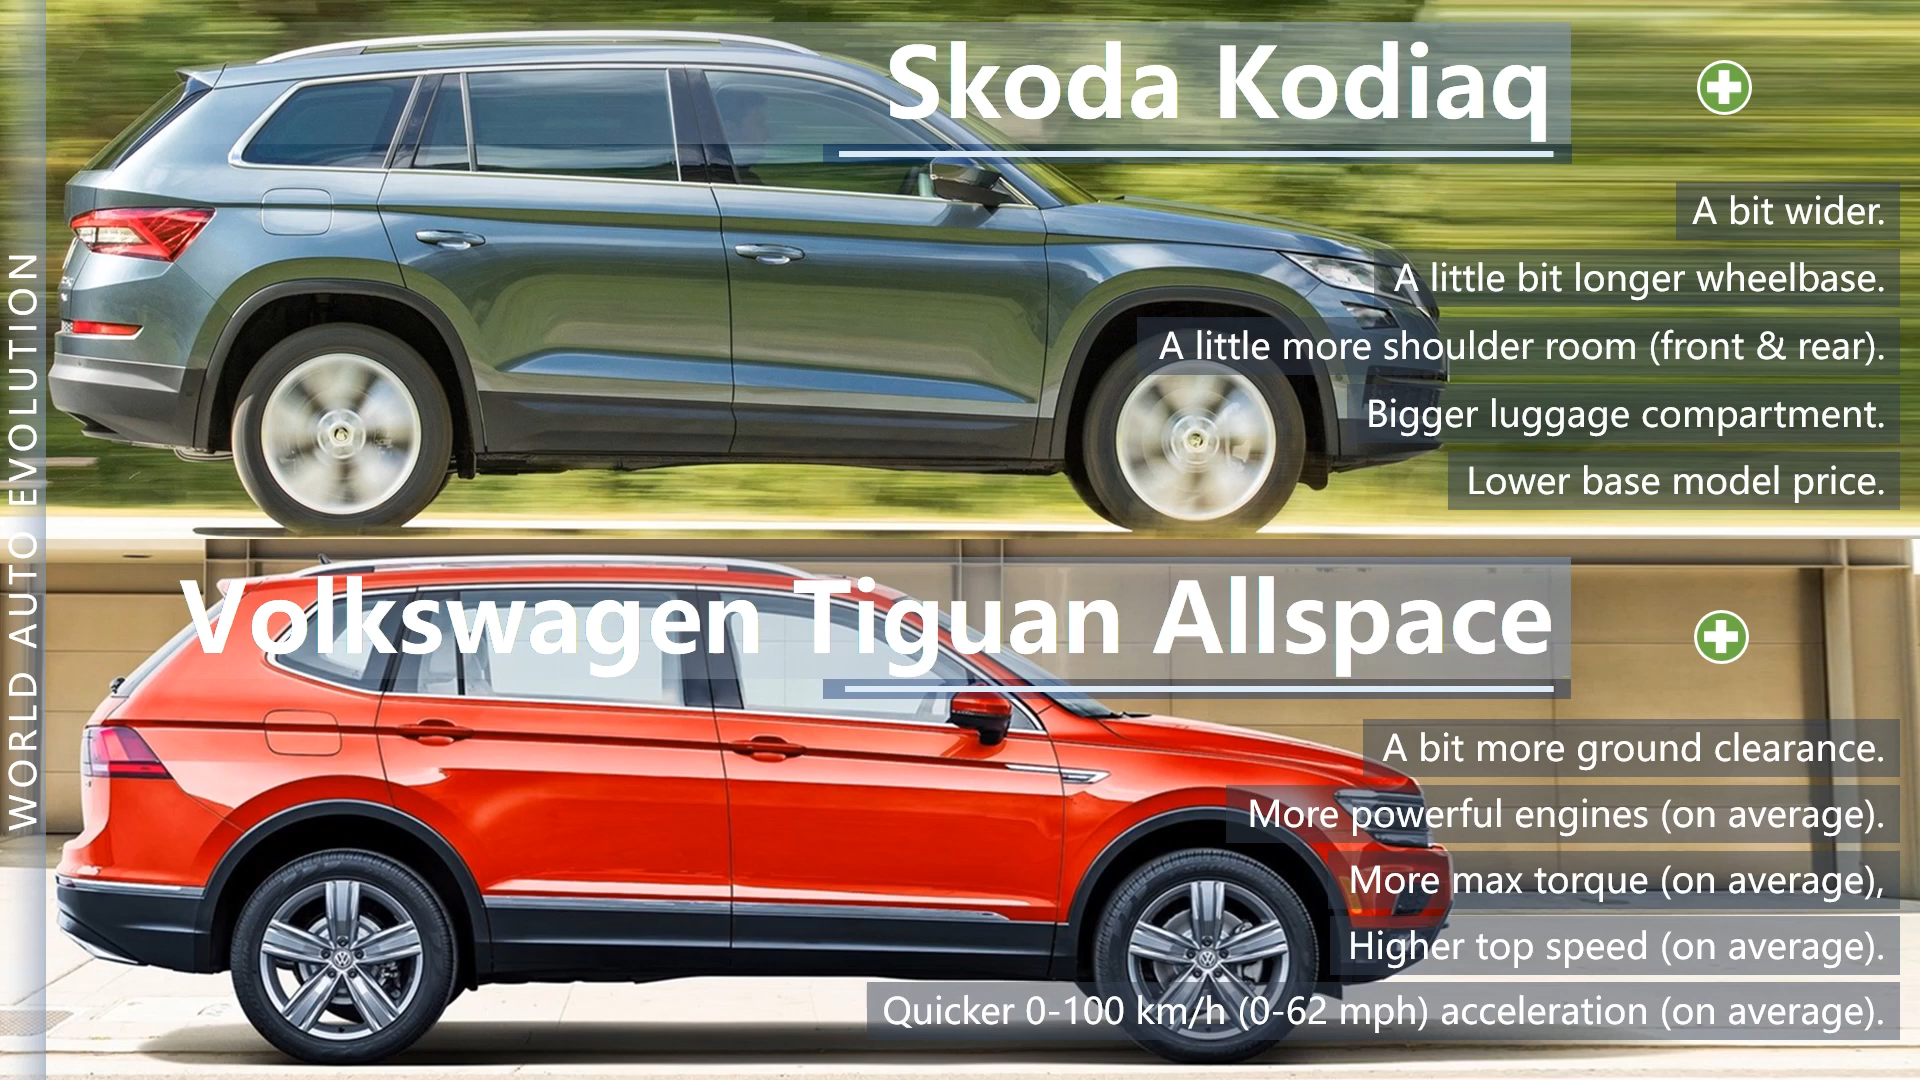 Skoda Kodiaq
A bit wider.
A little bit longer wheelbase.
A little more shoulder room (front & rear).
Bigger luggage compartment.
Lower base model price.
WORLD AUTO EVOLUTION
Volkswagen Tiguan Allspace
A bit more ground clearance.
More powerful engines (on average).
More max torque (on average),
Higher top speed (on average).
Quicker 0-100 km/h (0-62 mph) acceleration (on average).